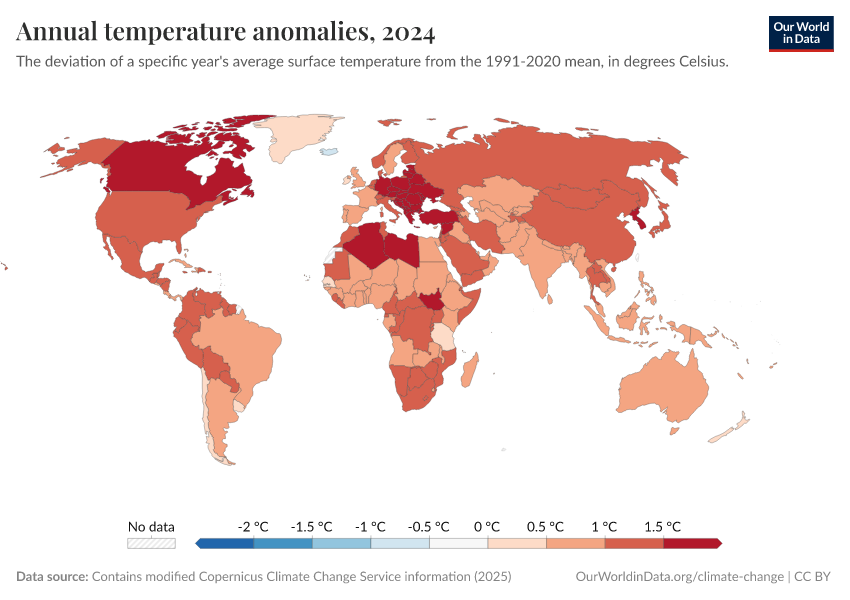 Annual temperature anomalies, 2024
Our World
in Data
The deviation of a specific year's average surface temperature from the 1991-2020 mean, in degrees Celsius.
No data
-2 °C
-1.5 °C
-1 °C
-0.5 °C
0 °C
0.5 °C
1 °C
1.5 °C
Data source: Contains modified Copernicus Climate Change Service information (2025)
OurWorldinData.org/climate-change | CC BY